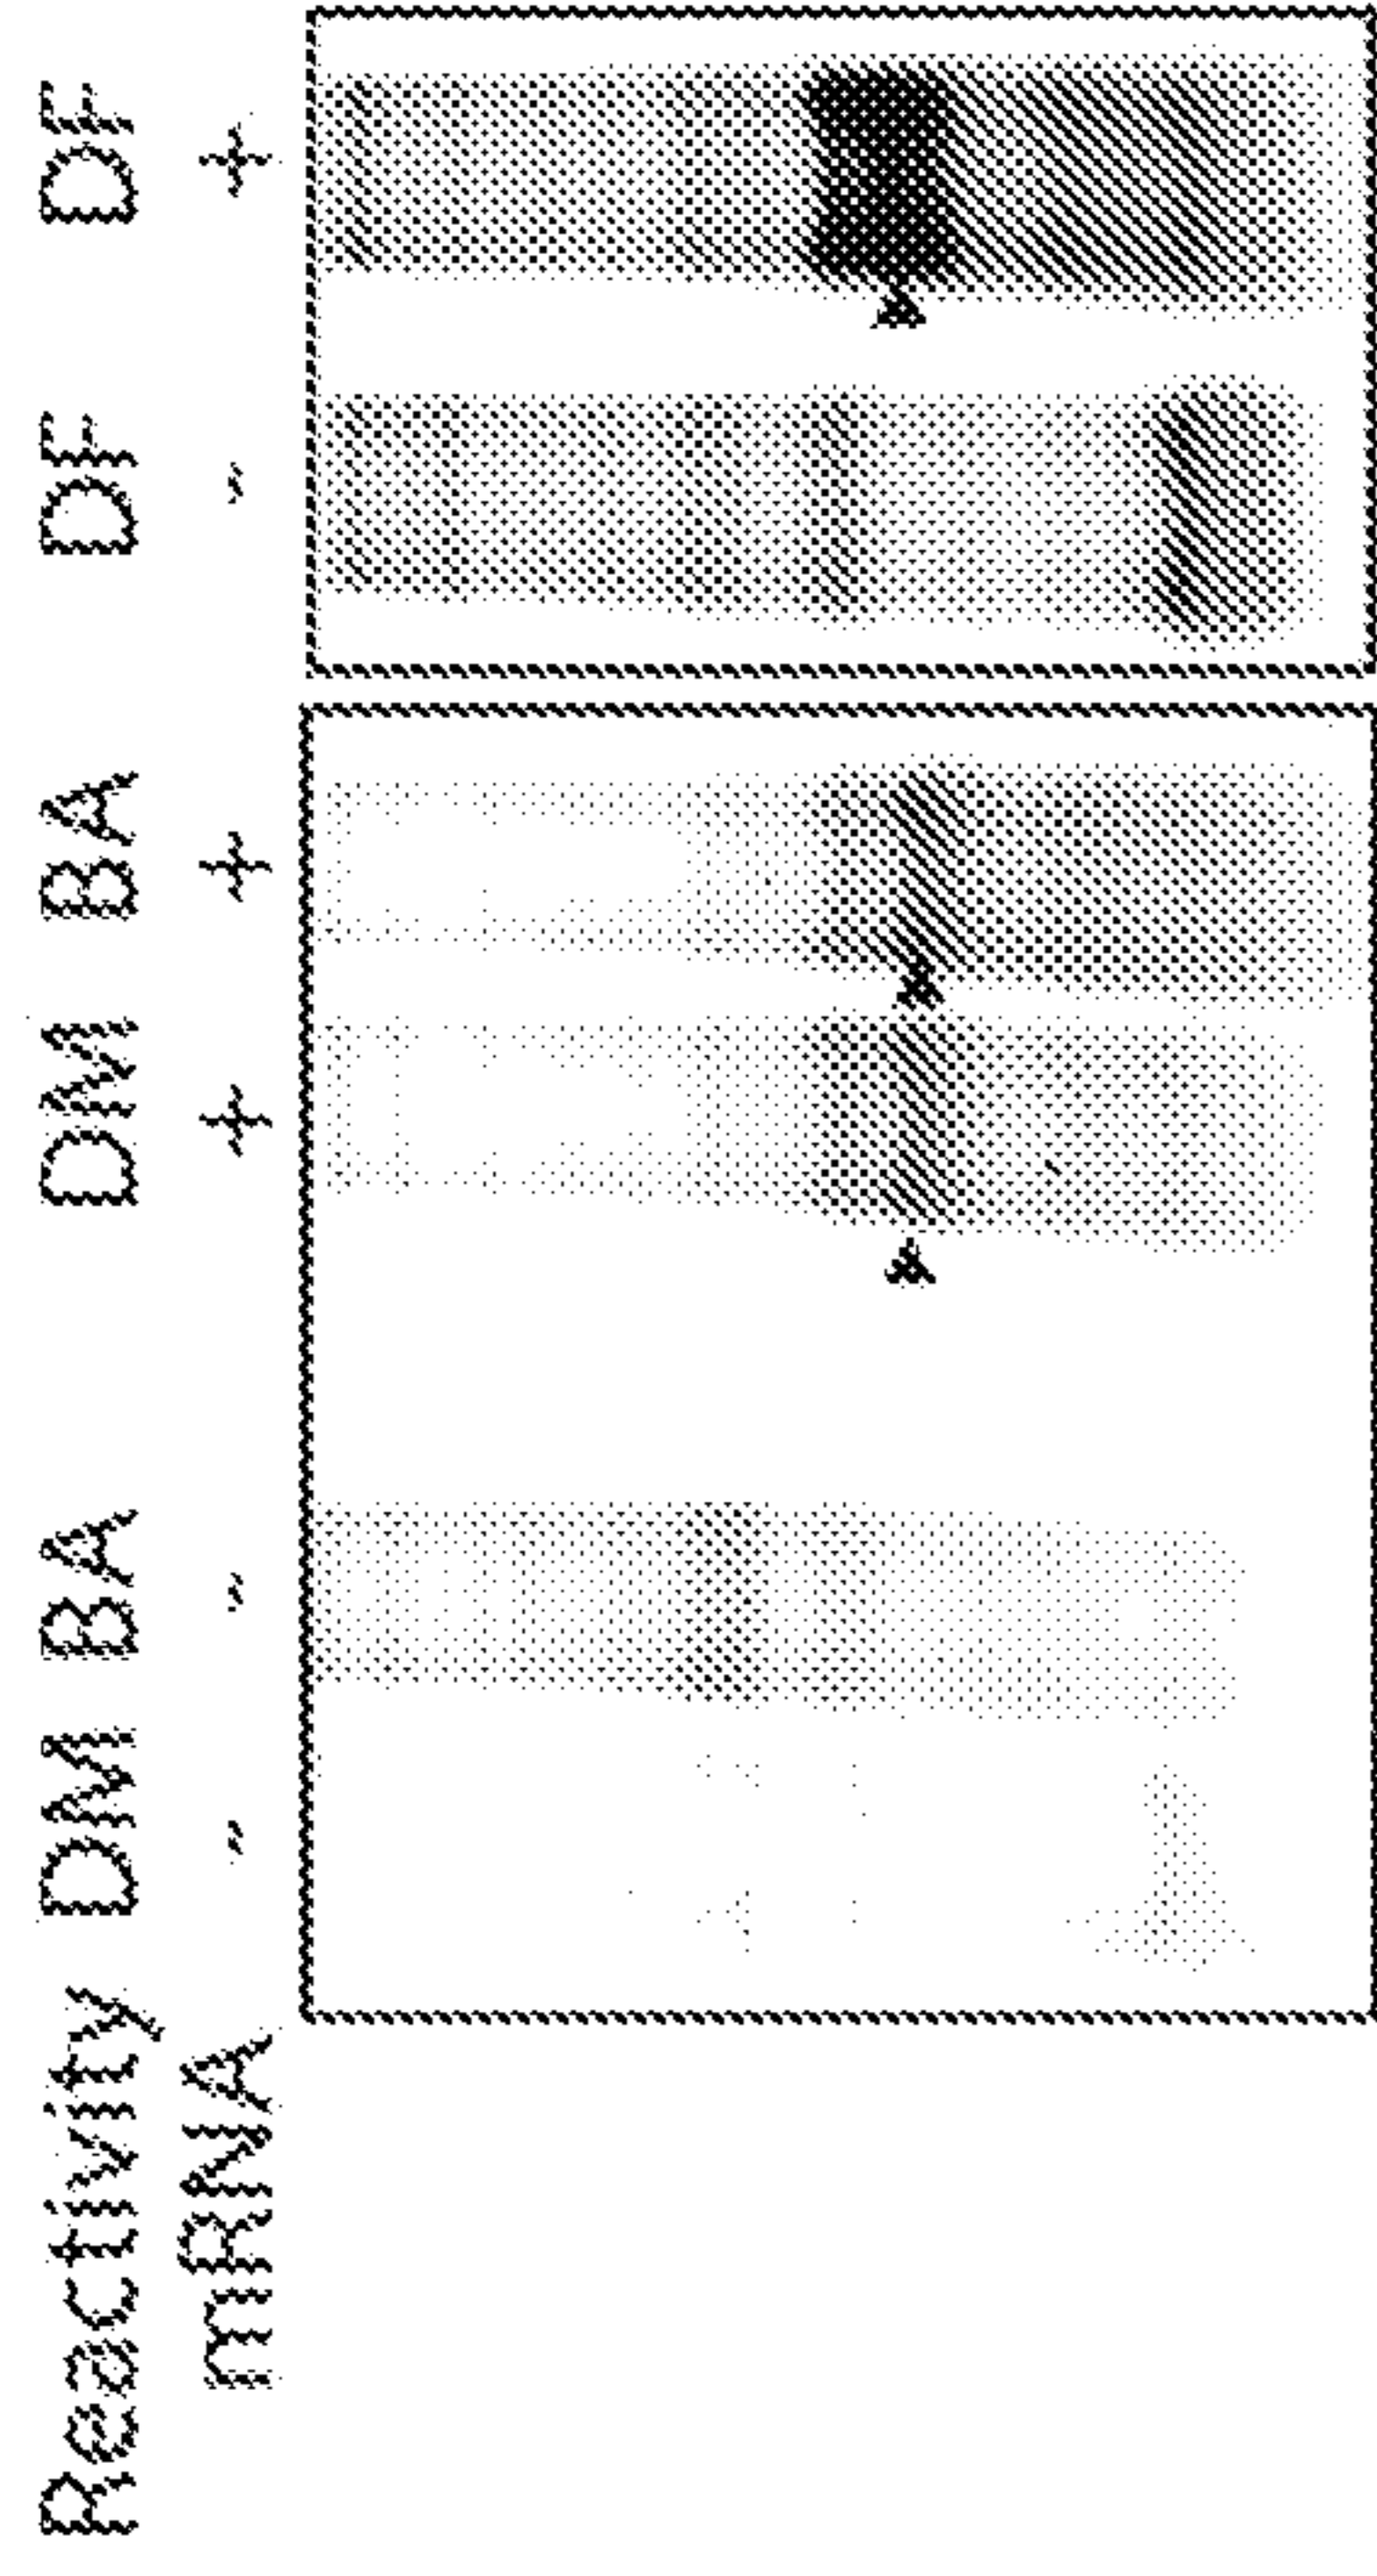 Reactivity DM BA DM BA DF DF
mRNA - - + + - +